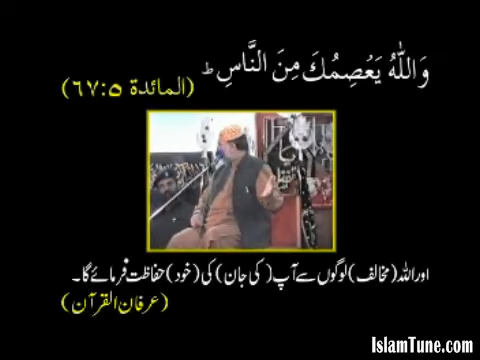 وَاللّٰهُ يَعْصِمُكَ مِنَ النَّاسِ ط
(المائدة ٦٧:٥)
اور اللہ (مخالف) لوگوں سے آپ (کی جان) کی (خود) حفاظت فرمائے گا۔
(عرفان القرآن)
IslamTune.com